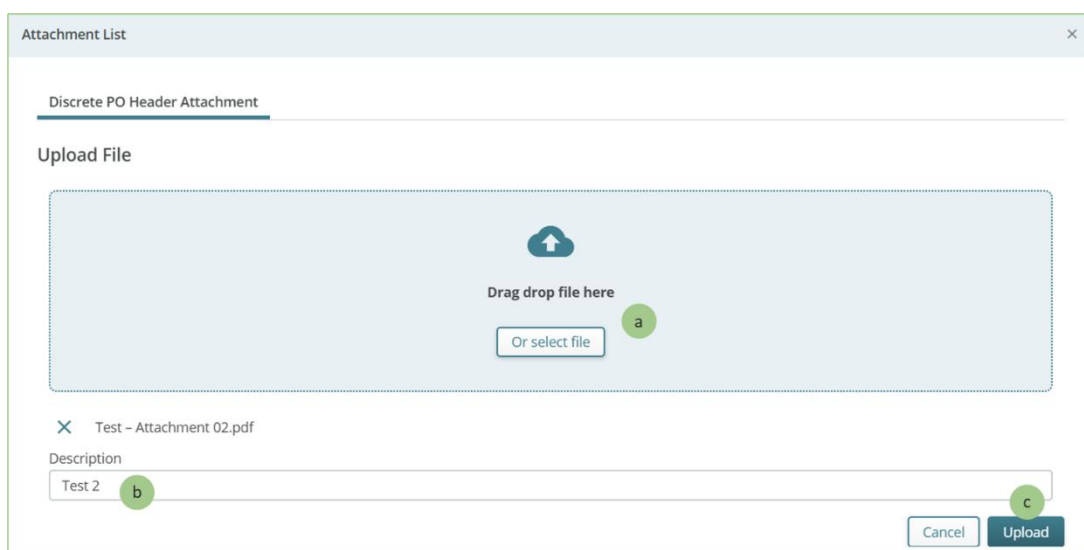 Attachment List ×
Discrete PO Header Attachment
Upload File
Drag drop file here
a
Or select file
Test – Attachment 02.pdf
Description
Test 2 b
c
Cancel Upload